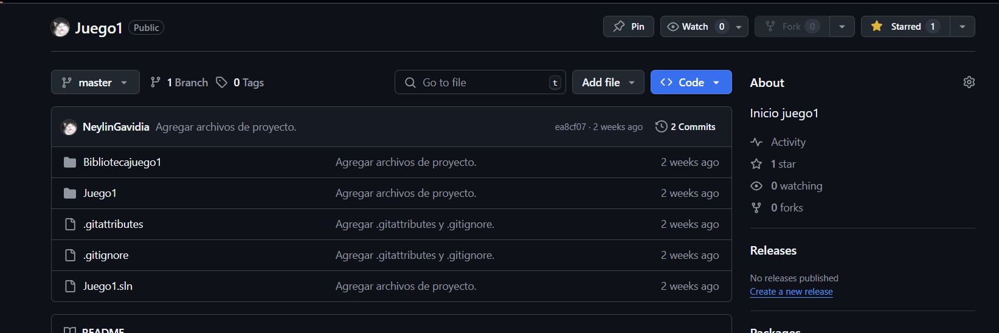 Juego1 Public Pin Watch 0 Fork 0 Starred 1
master 1 Branch 0 Tags Go to file t Add file Code
NeylinGavidia Agregar archivos de proyecto. ea8cf07 · 2 weeks ago 2 Commits
Bibliotecajuego1 Agregar archivos de proyecto. 2 weeks ago
Juego1 Agregar archivos de proyecto. 2 weeks ago
.gitattributes Agregar .gitattributes y .gitignore. 2 weeks ago
.gitignore Agregar .gitattributes y .gitignore. 2 weeks ago
Juego1.sln Agregar archivos de proyecto. 2 weeks ago
README
About
Inicio juego1
Activity
1 star
0 watching
0 forks
Releases
No releases published
Create a new release
Packages